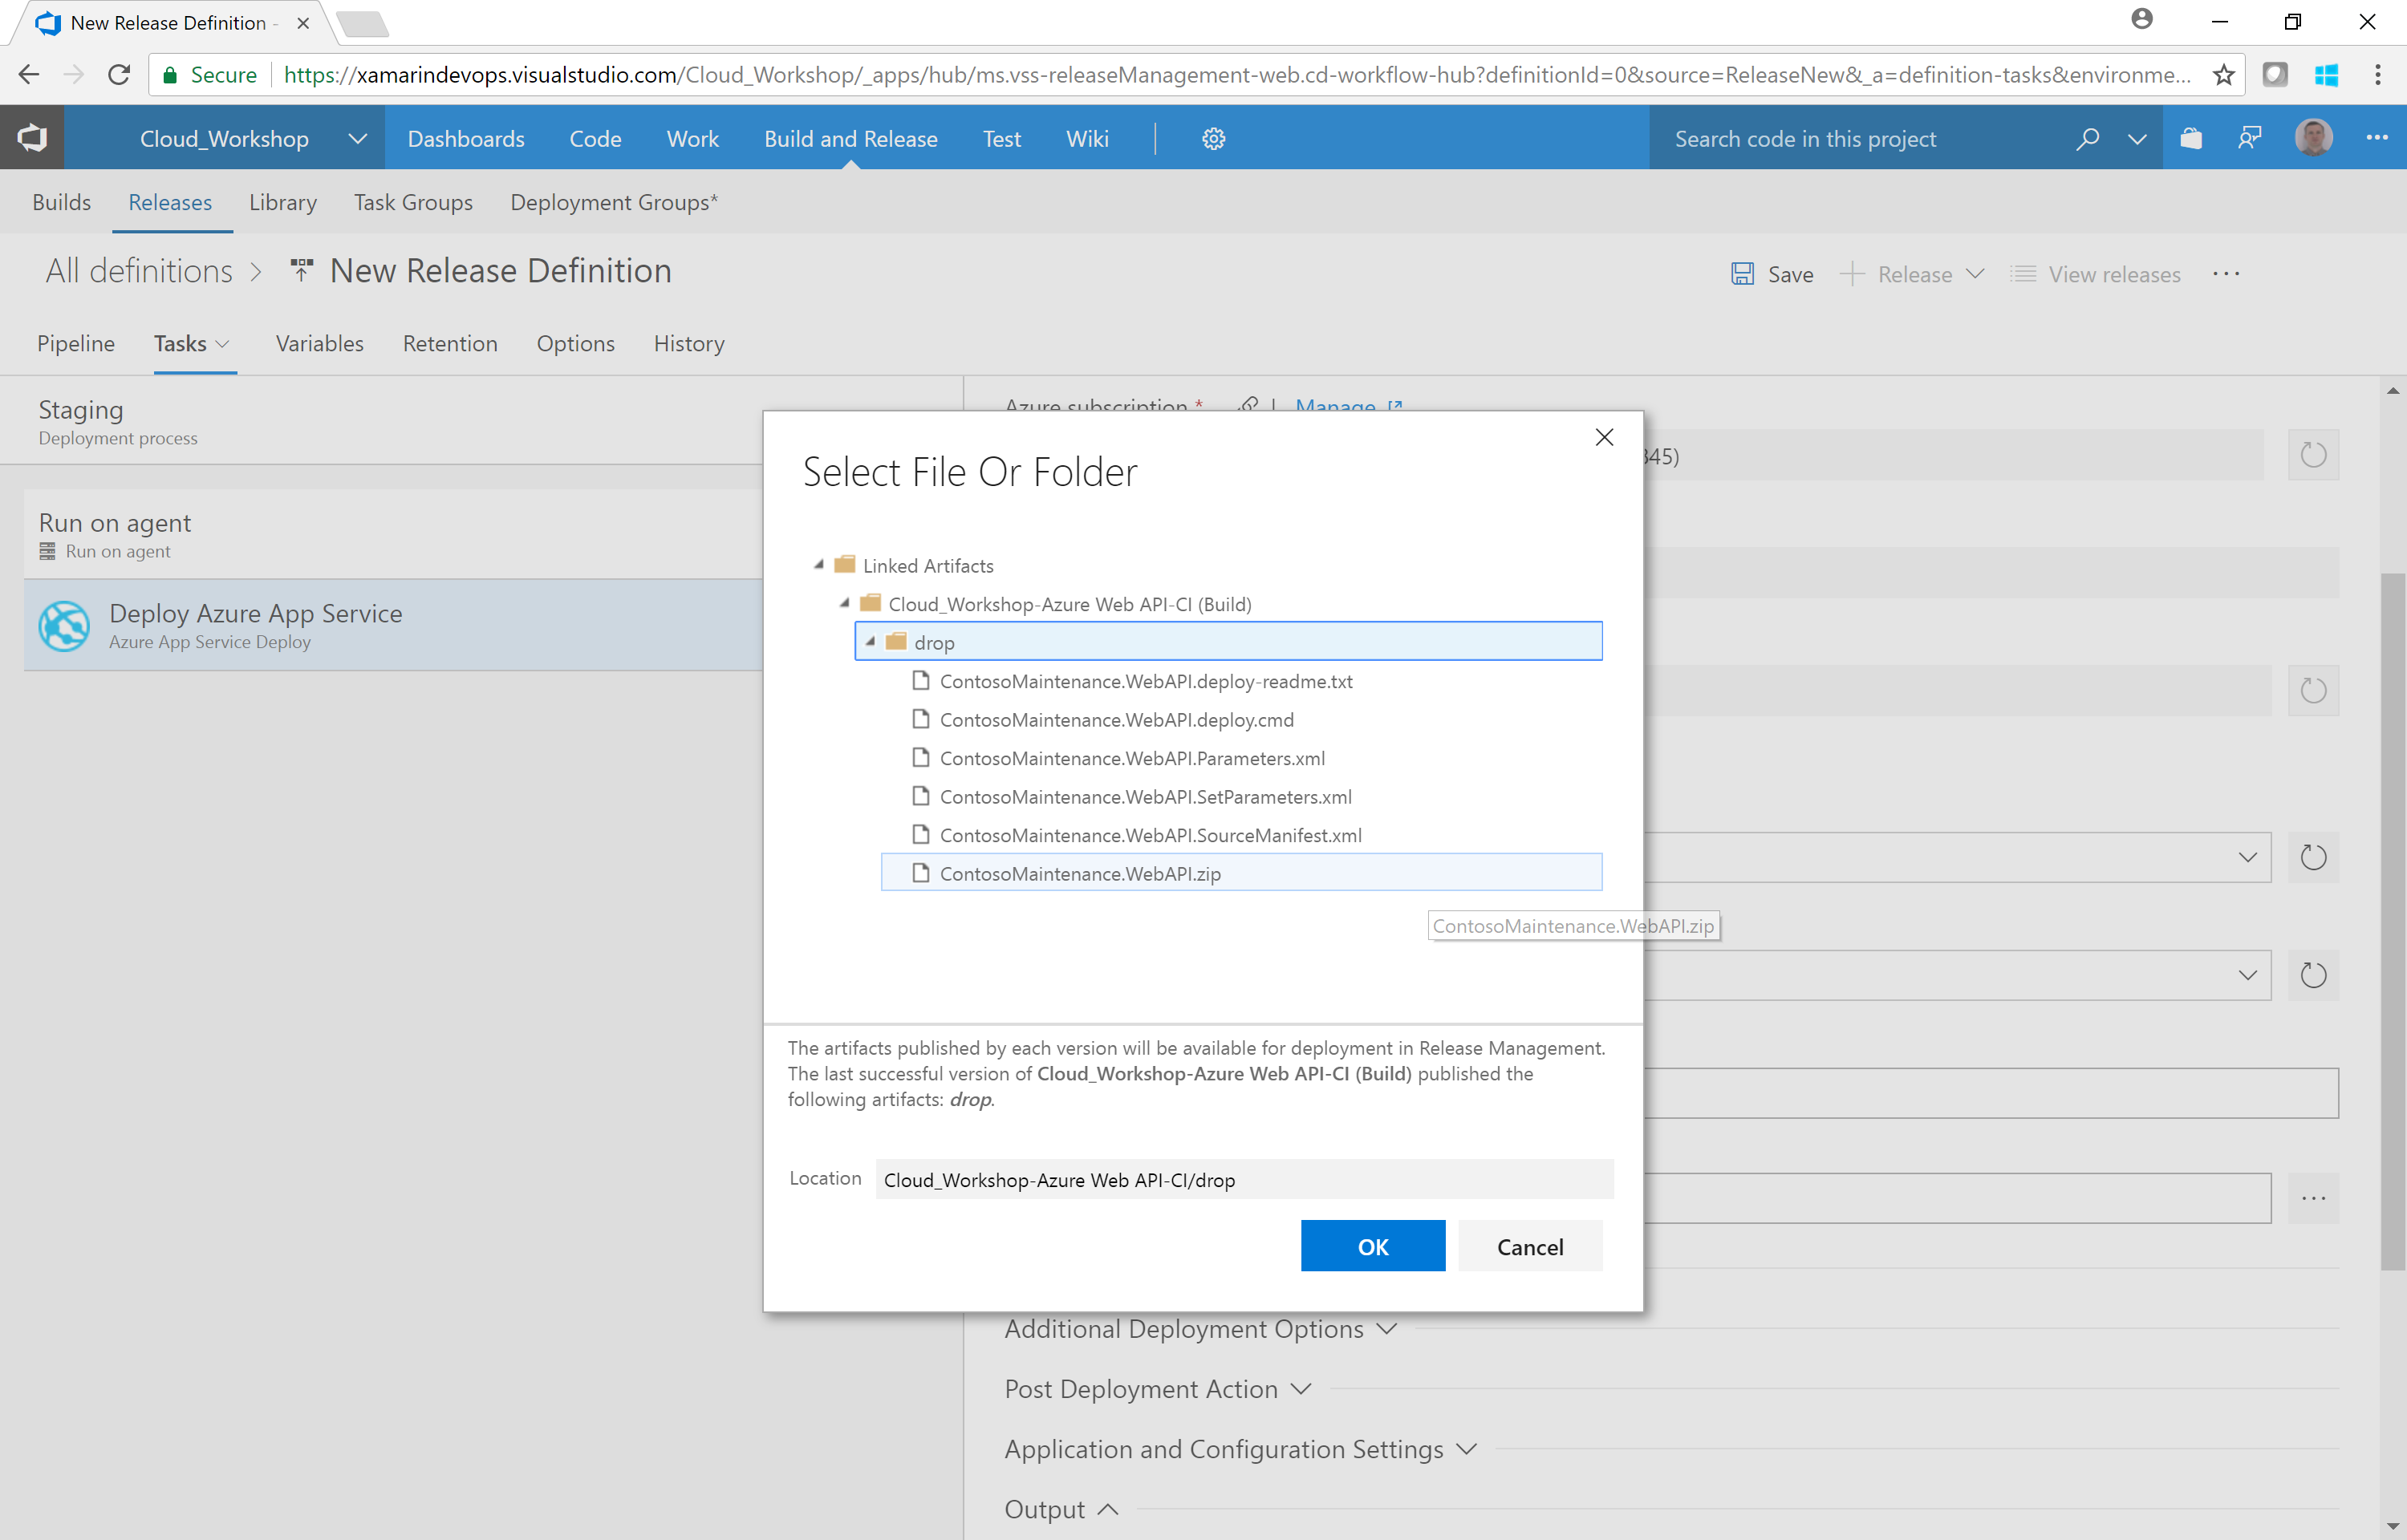 New Release Definition -
Secure https://xamarindevops.visualstudio.com/Cloud_Workshop/_apps/hub/ms.vss-releaseManagement-web.cd-workflow-hub?definitionId=0&source=ReleaseNew&_a=definition-tasks&environme...
Cloud_Workshop Dashboards Code Work Build and Release Test Wiki Search code in this project
Builds Releases Library Task Groups Deployment Groups*
All definitions > New Release Definition Save + Release View releases ...
Pipeline Tasks Variables Retention Options History
Staging
Deployment process
Azure subscription * | Manage
345)
Run on agent
Run on agent
Deploy Azure App Service
Azure App Service Deploy
Select File Or Folder
Linked Artifacts
Cloud_Workshop-Azure Web API-CI (Build)
drop
ContosoMaintenance.WebAPI.deploy-readme.txt
ContosoMaintenance.WebAPI.deploy.cmd
ContosoMaintenance.WebAPI.Parameters.xml
ContosoMaintenance.WebAPI.SetParameters.xml
ContosoMaintenance.WebAPI.SourceManifest.xml
ContosoMaintenance.WebAPI.zip
ContosoMaintenance.WebAPI.zip
The artifacts published by each version will be available for deployment in Release Management.
The last successful version of Cloud_Workshop-Azure Web API-CI (Build) published the
following artifacts: drop.
Location Cloud_Workshop-Azure Web API-CI/drop
OK Cancel
Additional Deployment Options
Post Deployment Action
Application and Configuration Settings
Output